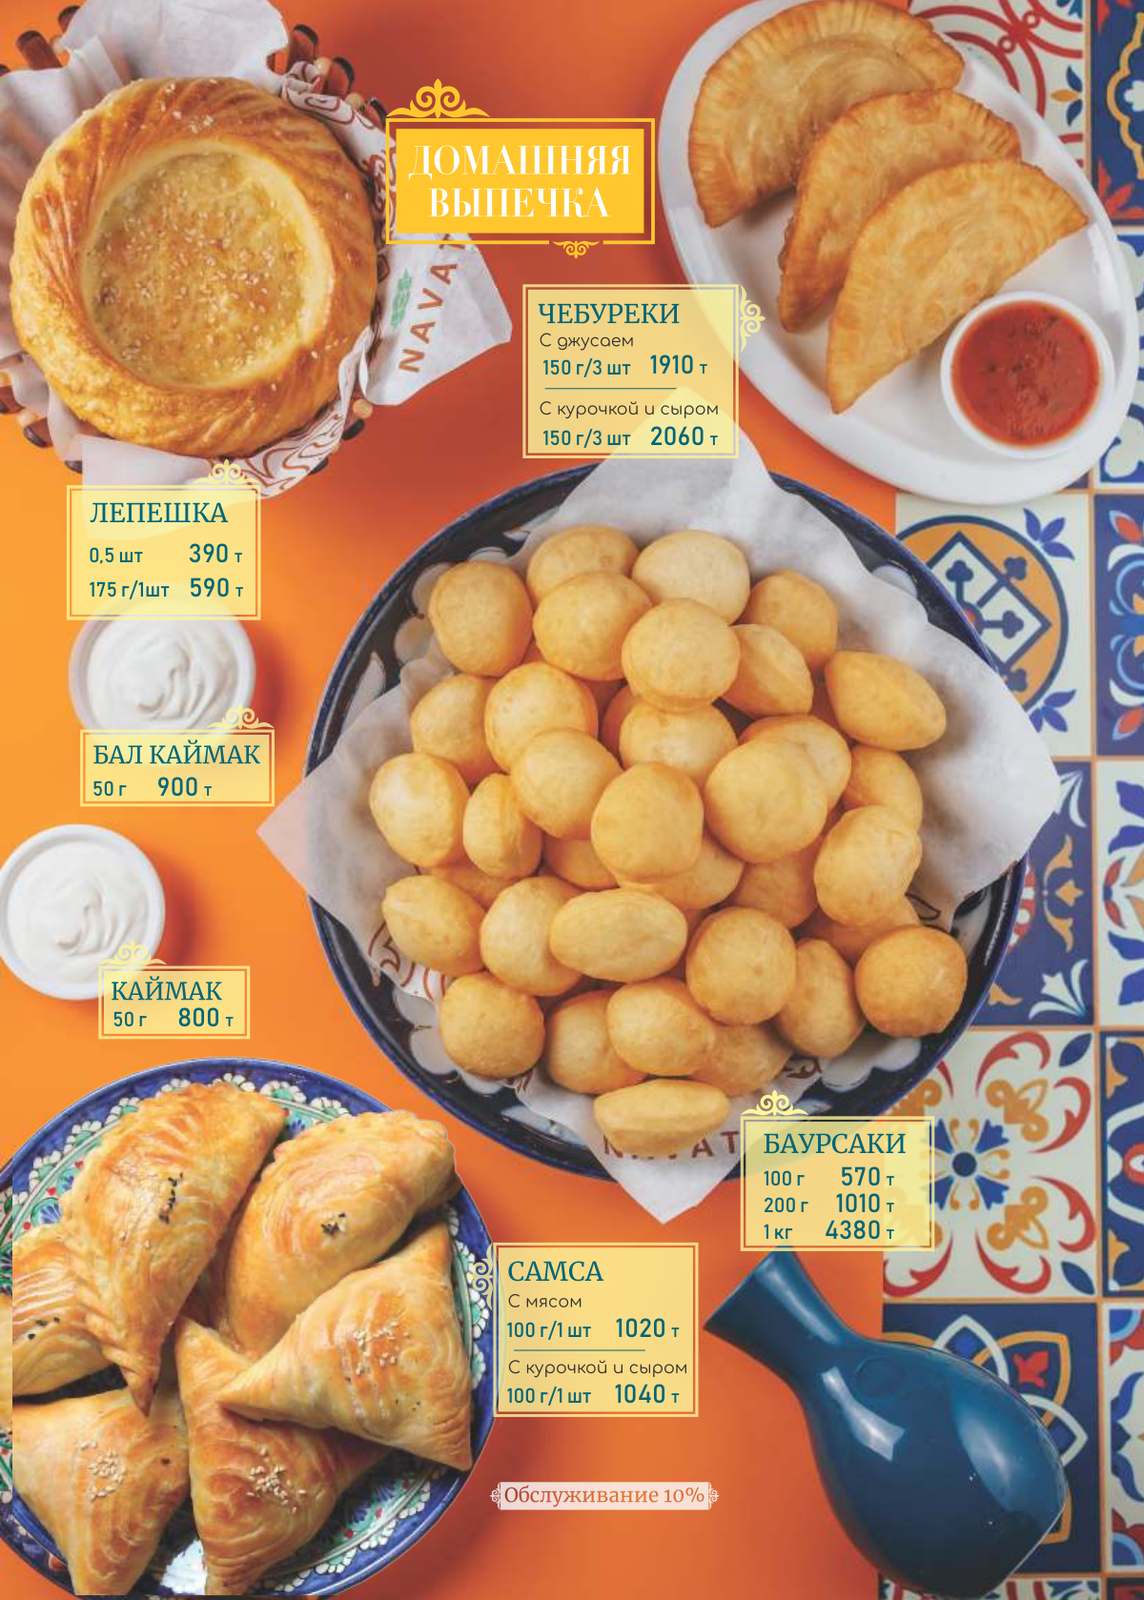 ДОМАШНЯЯ
ВЫПЕЧКА
NAVAT
ЧЕБУРЕКИ
С джусаем
150 г/3 шт 1910 т
С курочкой и сыром
150 г/3 шт 2060 т
ЛЕПЕШКА
0,5 шт 390 т
175 г/1шт 590 т
БАЛ КАЙМАК
50 г 900 т
КАЙМАК
50 г 800 т
NAVAT
БАУРСАКИ
100 г 570 т
200 г 1010 т
1 кг 4380 т
САМСА
С мясом
100 г/1 шт 1020 т
С курочкой и сыром
100 г/1 шт 1040 т
Обслуживание 10%